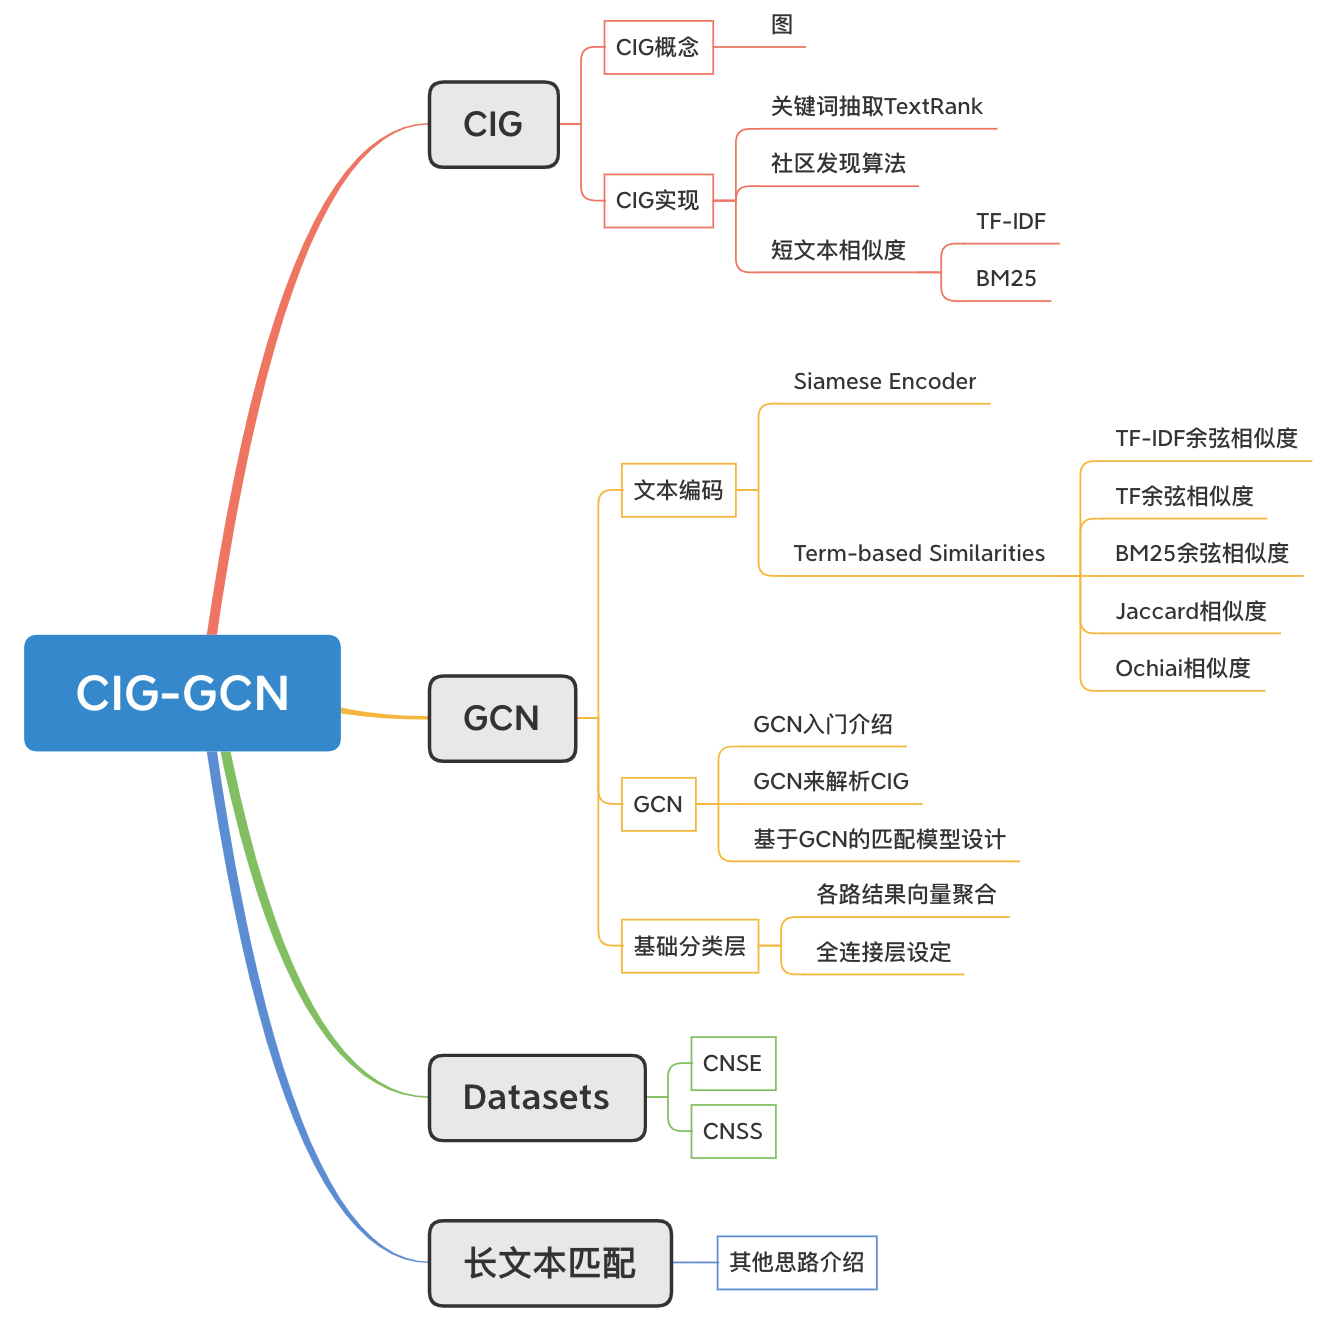 CIG-GCN
CIG
CIG概念
图
CIG实现
关键词抽取TextRank
社区发现算法
短文本相似度
TF-IDF
BM25
GCN
文本编码
Siamese Encoder
Term-based Similarities
TF-IDF余弦相似度
TF余弦相似度
BM25余弦相似度
Jaccard相似度
Ochiai相似度
GCN
GCN入门介绍
GCN来解析CIG
基于GCN的匹配模型设计
基础分类层
各路结果向量聚合
全连接层设定
Datasets
CNSE
CNSS
长文本匹配
其他思路介绍